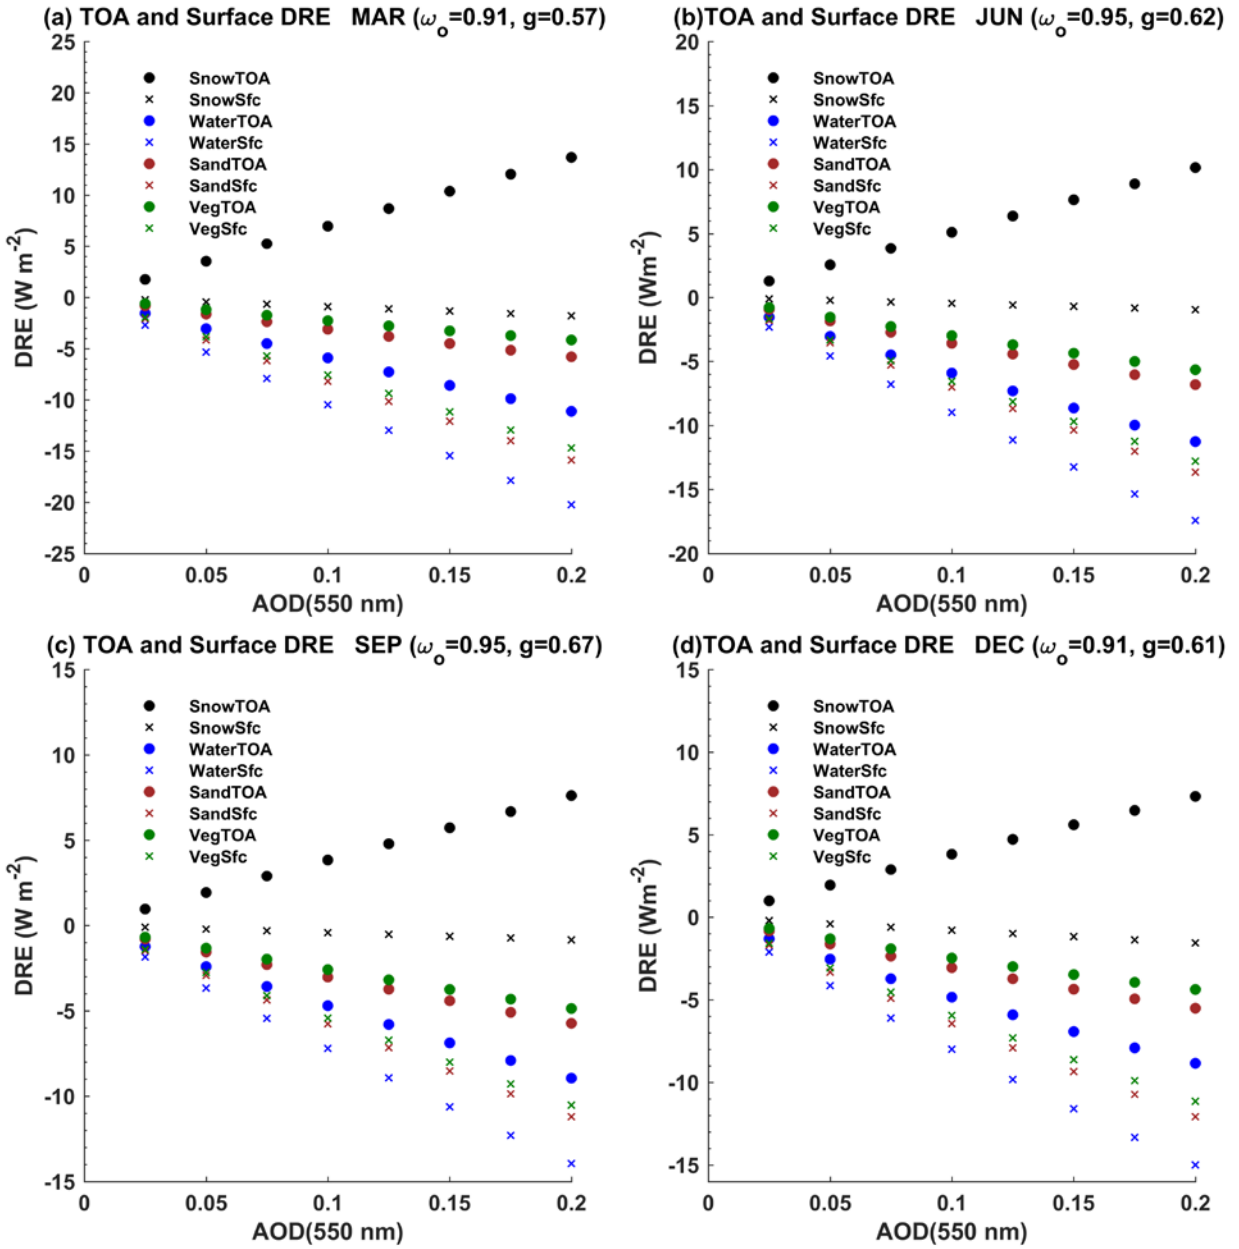 (a) TOA and Surface DRE MAR (ωo=0.91, g=0.57)
25
20
15
10
5
0
-5
-10
-15
-20
-25
DRE (W m-2)
SnowTOA
SnowSfc
WaterTOA
WaterSfc
SandTOA
SandSfc
VegTOA
VegSfc
0 0.05 0.1 0.15 0.2
AOD(550 nm)
(b)TOA and Surface DRE JUN (ωo=0.95, g=0.62)
20
15
10
5
0
-5
-10
-15
-20
DRE (Wm-2)
SnowTOA
SnowSfc
WaterTOA
WaterSfc
SandTOA
SandSfc
VegTOA
VegSfc
0 0.05 0.1 0.15 0.2
AOD(550 nm)
(c) TOA and Surface DRE SEP (ωo=0.95, g=0.67)
15
10
5
0
-5
-10
-15
DRE (W m-2)
SnowTOA
SnowSfc
WaterTOA
WaterSfc
SandTOA
SandSfc
VegTOA
VegSfc
0 0.05 0.1 0.15 0.2
AOD(550 nm)
(d)TOA and Surface DRE DEC (ωo=0.91, g=0.61)
15
10
5
0
-5
-10
-15
DRE (Wm-2)
SnowTOA
SnowSfc
WaterTOA
WaterSfc
SandTOA
SandSfc
VegTOA
VegSfc
0 0.05 0.1 0.15 0.2
AOD(550 nm)